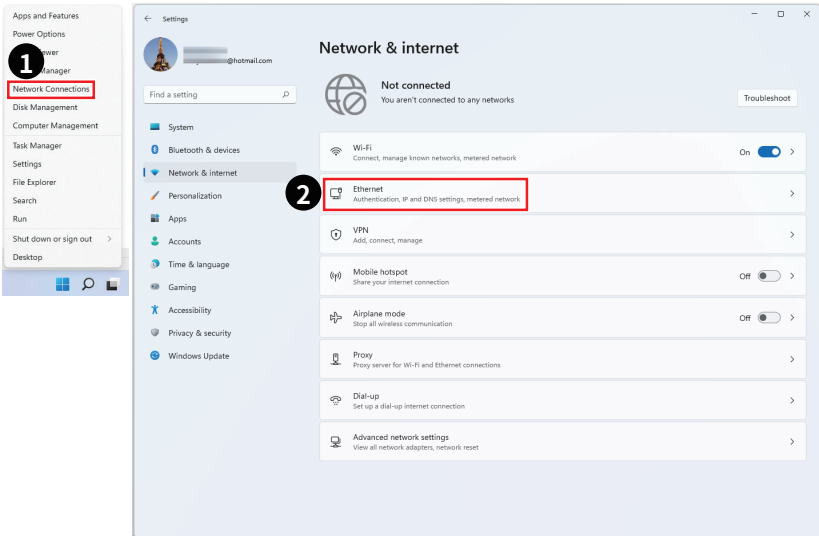 Apps and Features
Power Options
ewer
1
Manager
Network Connections
Disk Management
Computer Management
Task Manager
Settings
File Explorer
Search
Run
Shut down or sign out
Desktop
Settings
@hotmail.com
Find a setting
System
Bluetooth & devices
Network & internet
Personalization
Apps
Accounts
Time & language
Gaming
Accessibility
Privacy & security
Windows Update
Network & internet
Not connected
You aren't connected to any networks
Troubleshoot
Wi-Fi
Connect, manage known networks, metered network
On
2
Ethernet
Authentication, IP and DNS settings, metered network
VPN
Add, connect, manage
Mobile hotspot
Share your internet connection
Off
Airplane mode
Stop all wireless communication
Off
Proxy
Proxy server for Wi-Fi and Ethernet connections
Dial-up
Set up a dial-up internet connection
Advanced network settings
View all network adapters, network reset